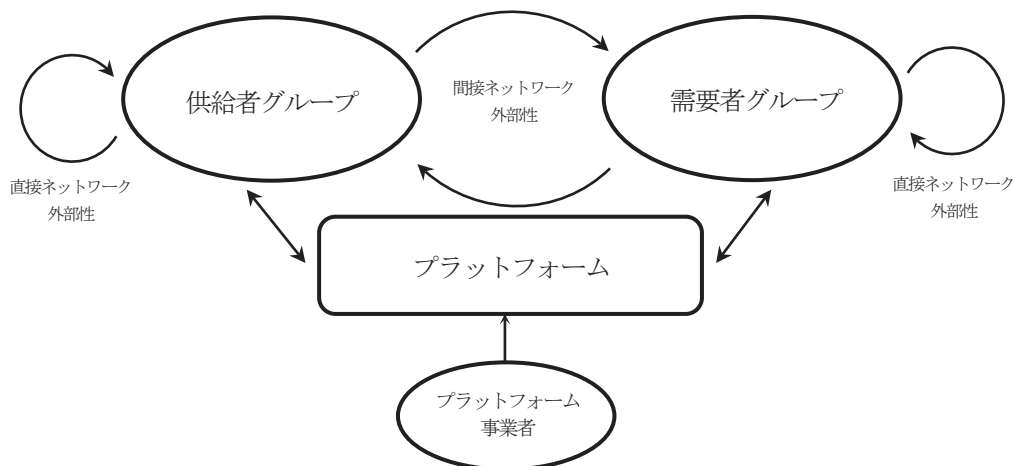 供給者グループ
間接ネットワーク
外部性
需要者グループ
直接ネットワーク
外部性
直接ネットワーク
外部性
プラットフォーム
プラットフォーム
事業者